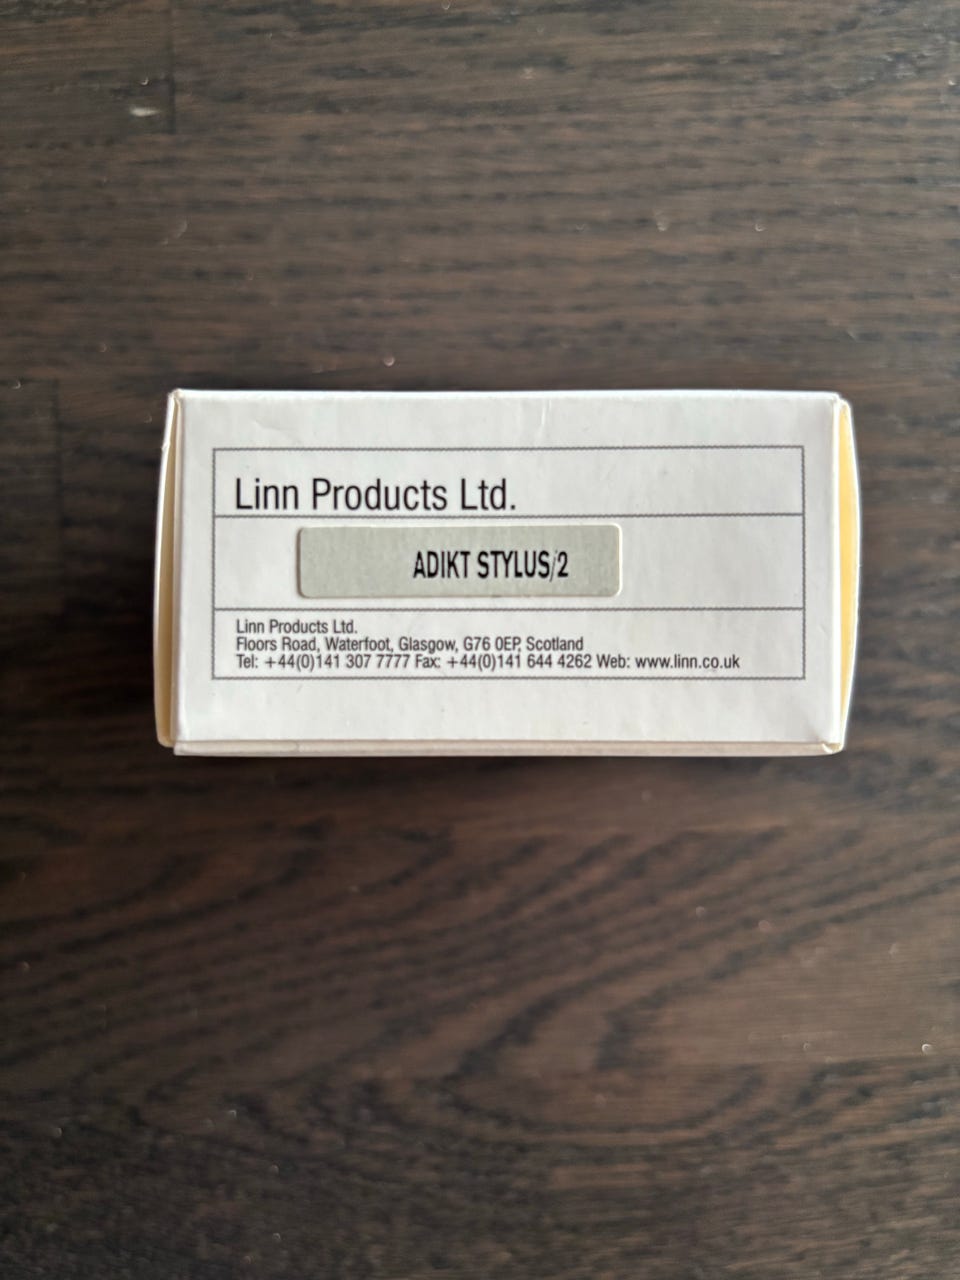 Linn Products Ltd.
ADIKT STYLUS/2
Linn Products Ltd.
Floors Road, Waterfoot, Glasgow, G76 0EP, Scotland
Tel: +44(0)141 307 7777 Fax: +44(0)141 644 4262 Web: www.linn.co.uk